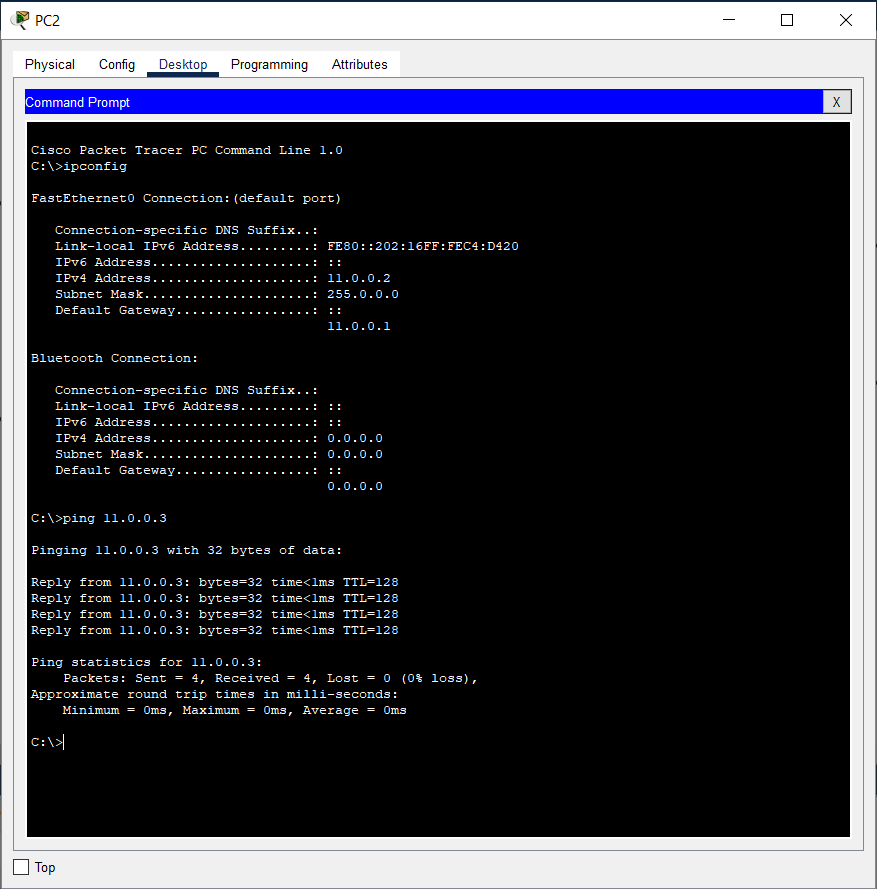 PC2
Physical Config Desktop Programming Attributes
Command Prompt X
Cisco Packet Tracer PC Command Line 1.0
C:\>ipconfig
FastEthernet0 Connection:(default port)
Connection-specific DNS Suffix..:
Link-local IPv6 Address.........: FE80::202:16FF:FEC4:D420
IPv6 Address....................: ::
IPv4 Address....................: 11.0.0.2
Subnet Mask.....................: 255.0.0.0
Default Gateway.................: ::
11.0.0.1
Bluetooth Connection:
Connection-specific DNS Suffix..:
Link-local IPv6 Address.........: ::
IPv6 Address....................: ::
IPv4 Address....................: 0.0.0.0
Subnet Mask.....................: 0.0.0.0
Default Gateway.................: ::
0.0.0.0
C:\>ping 11.0.0.3
Pinging 11.0.0.3 with 32 bytes of data:
Reply from 11.0.0.3: bytes=32 time<1ms TTL=128
Reply from 11.0.0.3: bytes=32 time<1ms TTL=128
Reply from 11.0.0.3: bytes=32 time<1ms TTL=128
Reply from 11.0.0.3: bytes=32 time<1ms TTL=128
Ping statistics for 11.0.0.3:
Packets: Sent = 4, Received = 4, Lost = 0 (0% loss),
Approximate round trip times in milli-seconds:
Minimum = 0ms, Maximum = 0ms, Average = 0ms
C:\>
Top